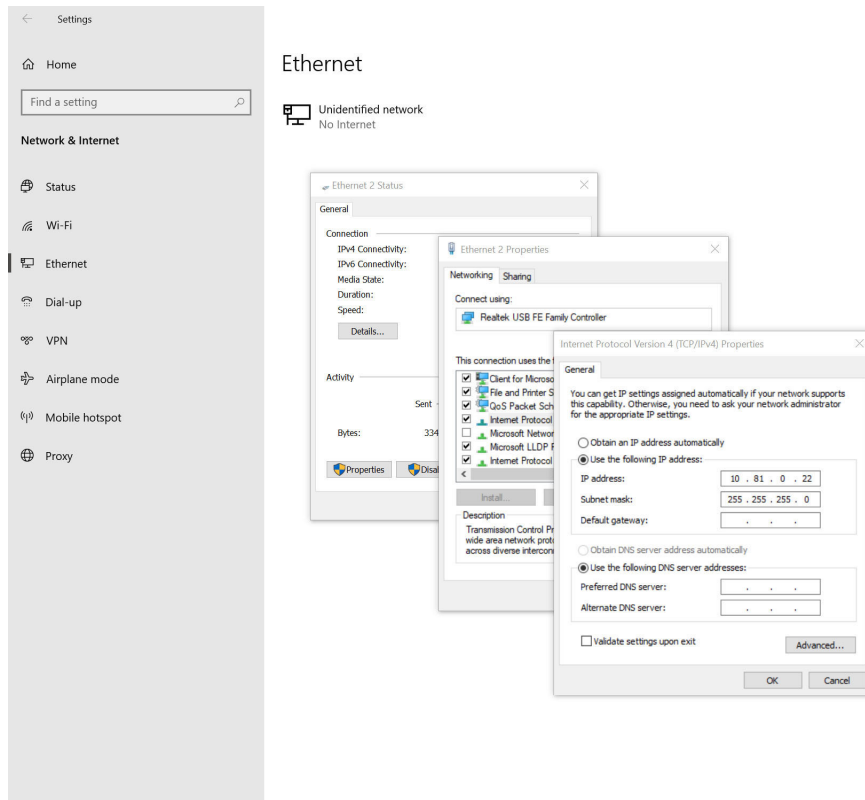 Settings
Home
Find a setting
Network & Internet
Status
Wi-Fi
Ethernet
Dial-up
VPN
Airplane mode
Mobile hotspot
Proxy
Ethernet
Unidentified network
No Internet
Ethernet 2 Status
General
Connection
IPv4 Connectivity:
IPv6 Connectivity:
Media State:
Duration:
Speed:
Details...
Activity
Sent
Bytes: 334
Properties
Ethernet 2 Properties
Networking Sharing
Connect using:
Realtek USB FE Family Controller
This connection uses the
Client for
File and Printer
QoS Packet
Internet Protocol
Microsoft
Microsoft LLDP
Internet Protocol
Install...
Description
Transmission Control
wide area network
across diverse
Internet Protocol Version 4 (TCP/IPv4) Properties
General
You can get IP settings assigned automatically if your network supports
this capability. Otherwise, you need to ask your network administrator
for the appropriate IP settings.
Obtain an IP address automatically
Use the following IP address:
IP address: 10 . 81 . 0 . 22
Subnet mask: 255 . 255 . 255 . 0
Default gateway: . . .
Obtain DNS server address automatically
Use the following DNS server addresses:
Preferred DNS server: . . .
Alternate DNS server: . . .
Validate settings upon exit
Advanced...
OK Cancel